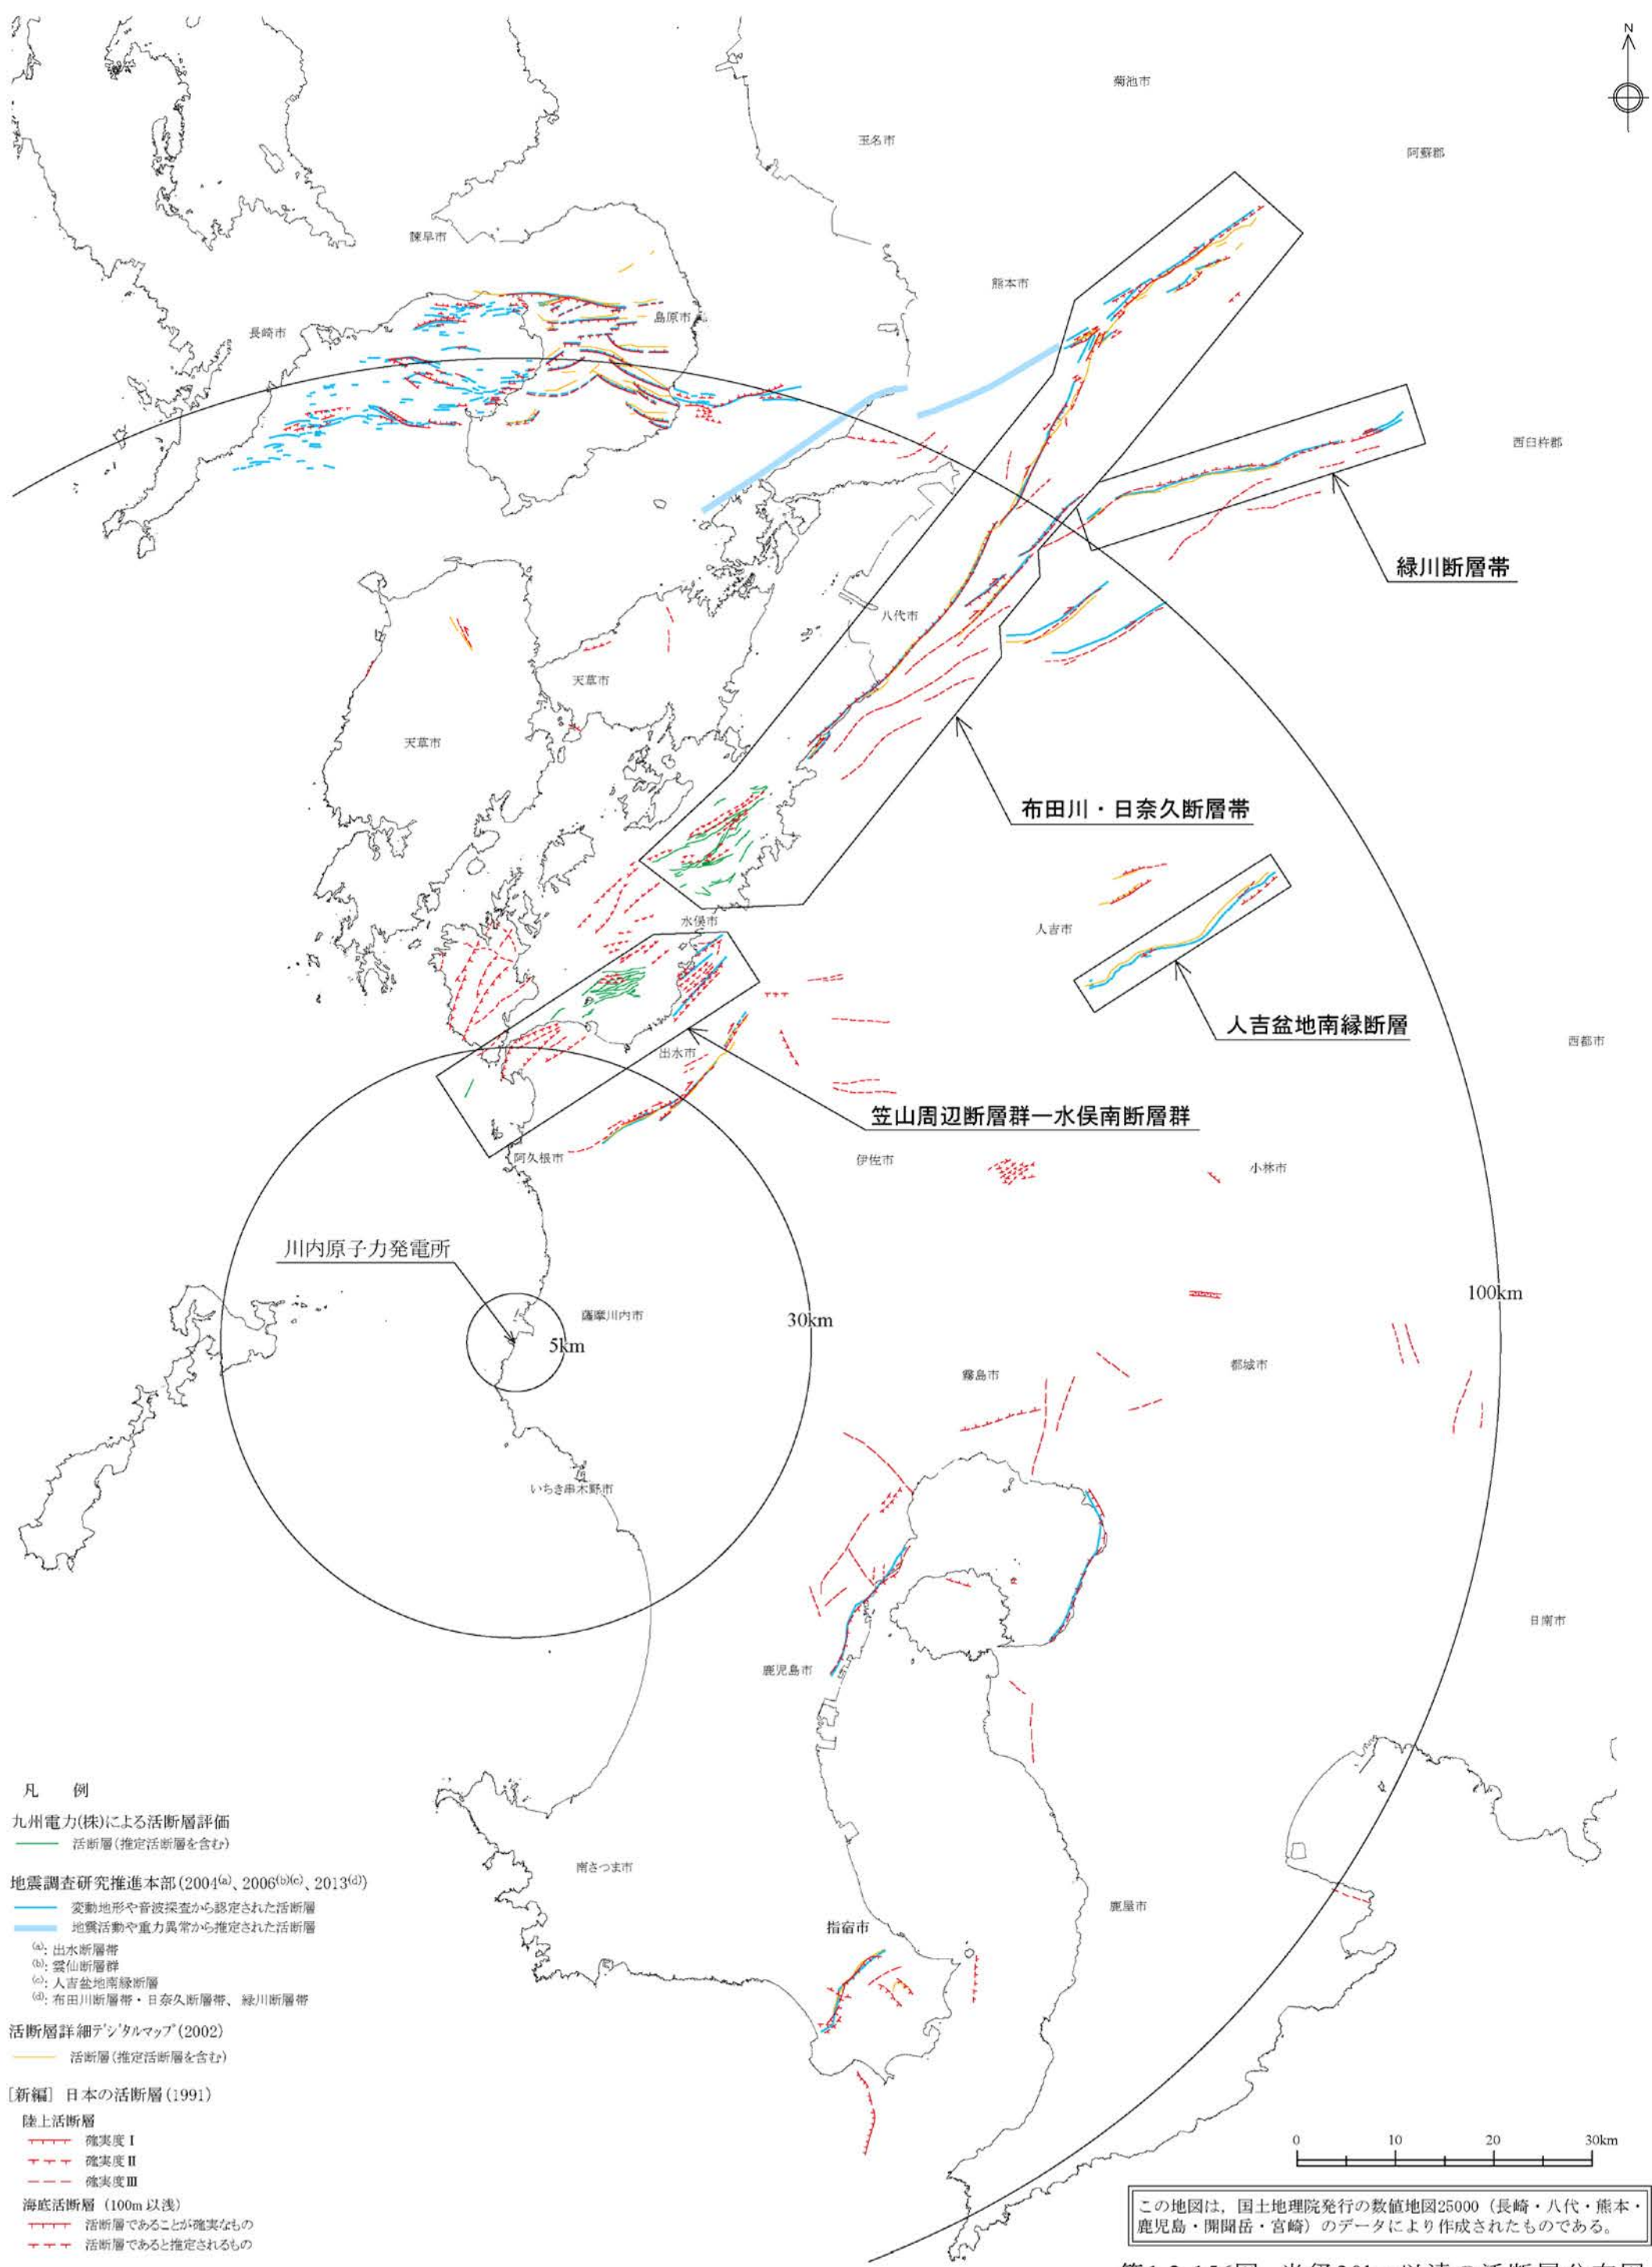 N
菊池市
玉名市
阿蘇郡
諫早市
熊本市
島原市
長崎市
西臼杵郡
緑川断層帯
八代市
天草市
天草市
布田川・日奈久断層帯
水俣市
人吉市
人吉盆地南縁断層
西都市
出水市
笠山周辺断層群ー水俣南断層群
阿久根市
伊佐市
小林市
川内原子力発電所
100km
薩摩川内市
30km
5km
霧島市
都城市
いちき串木野市
日南市
鹿児島市
南さつま市
鹿屋市
指宿市
凡 例
九州電力(株)による活断層評価
活断層(推定活断層を含む)
地震調査研究推進本部(2004(a)、2006(b)(c)、2013(d))
変動地形や音波探査から認定された活断層
地震活動や重力異常から推定された活断層
(a): 出水断層帯
(b): 雲仙断層群
(c): 人吉盆地南縁断層
(d): 布田川断層帯・日奈久断層帯、緑川断層帯
活断層詳細デジタルマップ(2002)
活断層(推定活断層を含む)
[新編] 日本の活断層(1991)
陸上活断層
確実度Ⅰ
確実度Ⅱ
確実度Ⅲ
海底活断層 (100m以浅)
活断層であることが確実なもの
活断層であると推定されるもの
0 10 20 30km
この地図は，国土地理院発行の数値地図25000（長崎・八代・熊本・
鹿児島・開聞岳・宮崎）のデータにより作成されたものである。